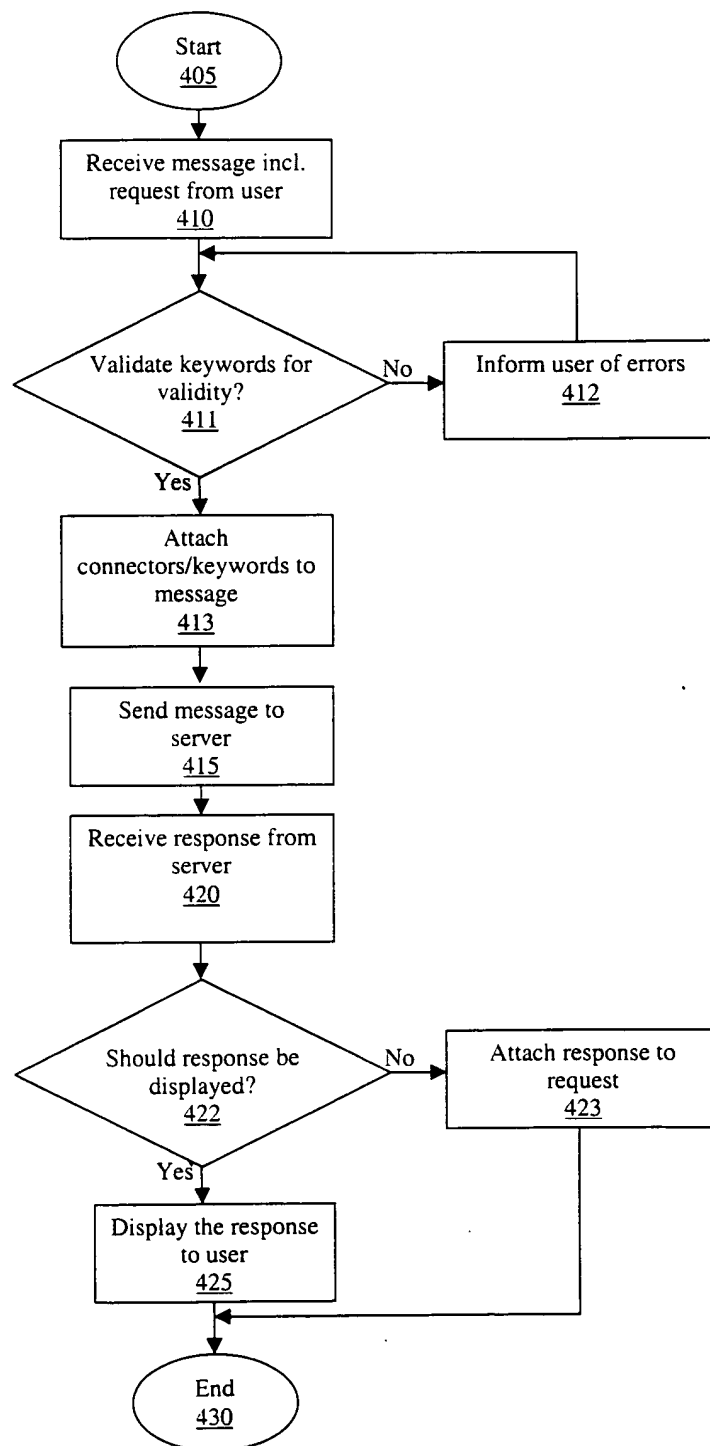 Start
405
Receive message incl.
request from user
410
Validate keywords for
validity?
411
No
Inform user of errors
412
Yes
Attach
connectors/keywords to
message
413
Send message to
server
415
Receive response from
server
420
Should response be
displayed?
422
No
Attach response to
request
423
Yes
Display the response
to user
425
End
430